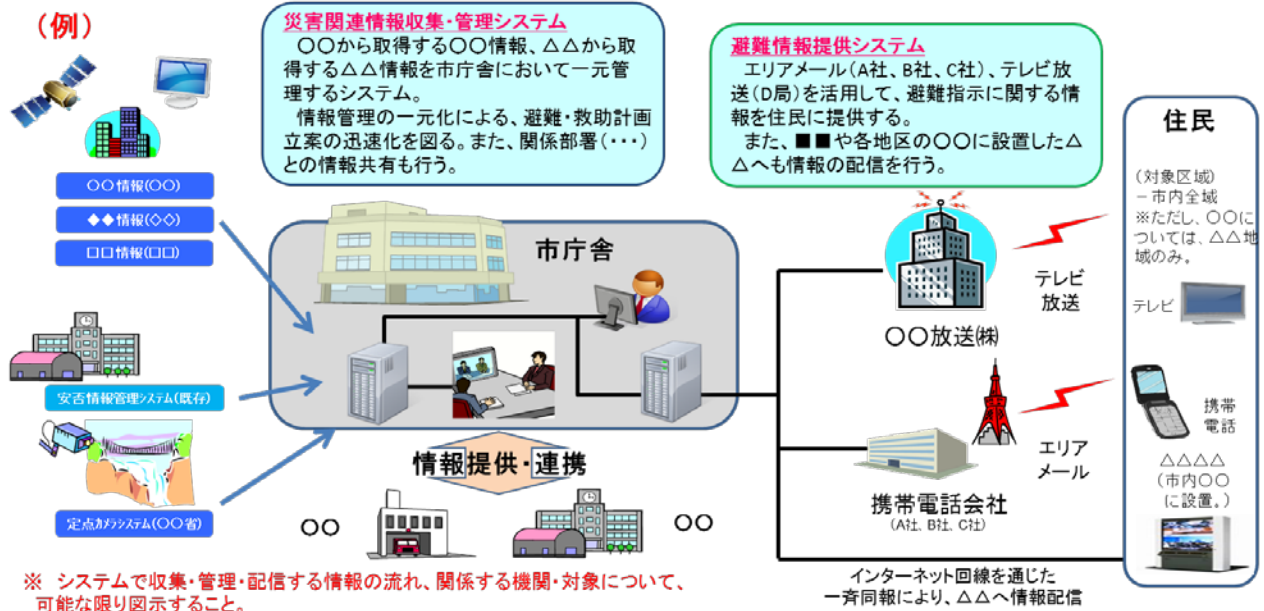 (例)
災害関連情報収集・管理システム
〇〇から取得する〇〇情報、△△から取
得する△△情報を市庁舎において一元管
理するシステム。
情報管理の一元化による、避難・救助計画
立案の迅速化を図る。また、関係部署(・・・)
との情報共有も行う。
避難情報提供システム
エリアメール(A社、B社、C社)、テレビ放
送(D局)を活用して、避難指示に関する情
報を住民に提供する。
また、■■や各地区の〇〇に設置した△
△へも情報の配信を行う。
〇〇情報(〇〇)
◆◆情報(◇◇)
□□情報(□□)
安否情報管理システム(既存)
定点カメラシステム(〇〇省)
市庁舎
情報提供・連携
〇〇
〇〇
〇〇放送㈱
テレビ
放送
携帯電話会社
(A社、B社、C社)
エリア
メール
インターネット回線を通じた
一斉同報により、△△へ情報配信
住民
(対象区域)
-市内全域
※ただし、〇〇に
ついては、△△地
域のみ。
テレビ
携帯
電話
△△△△
(市内〇〇
に設置。)
※ システムで収集・管理・配信する情報の流れ、関係する機関・対象について、
可能な限り図示すること。